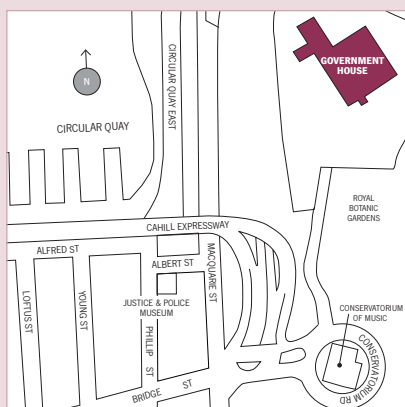 GOVERNMENT
HOUSE
N
CIRCULAR QUAY
CIRCULAR QUAY EAST
ROYAL
BOTANIC
GARDENS
CAHILL EXPRESSWAY
ALFRED ST
ALBERT ST
MACQUARIE ST
LOFTUS ST
YOUNG ST
JUSTICE & POLICE
MUSEUM
PHILLIP ST
CONSERVATORIUM
OF MUSIC
CONSERVATORIUM RD
BRIDGE ST